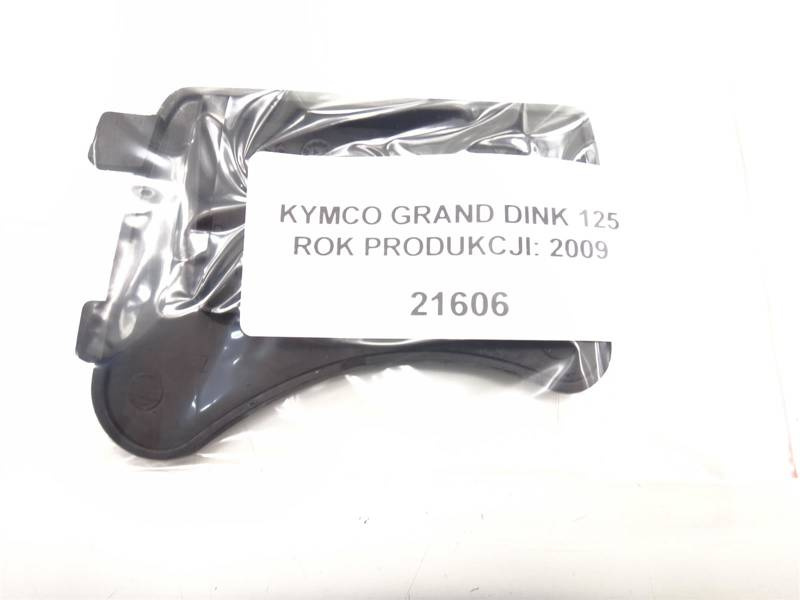 KYMCO GRAND DINK 125
ROK PRODUKCJI: 2009
21606